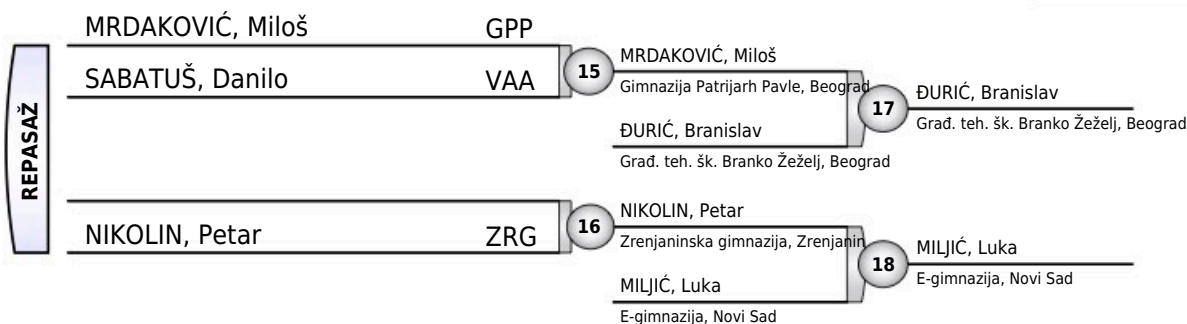 REPASAŽ
MRDAKOVIĆ, Miloš GPP
SABATUŠ, Danilo VAA
15
MRDAKOVIĆ, Miloš
Gimnazija Patrijarh Pavle, Beograd
ĐURIĆ, Branislav
Građ. teh. šk. Branko Žeželj, Beograd
17
ĐURIĆ, Branislav
Građ. teh. šk. Branko Žeželj, Beograd
NIKOLIN, Petar ZRG
16
NIKOLIN, Petar
Zrenjaninska gimnazija, Zrenjanin
MILJIĆ, Luka
E-gimnazija, Novi Sad
18
MILJIĆ, Luka
E-gimnazija, Novi Sad